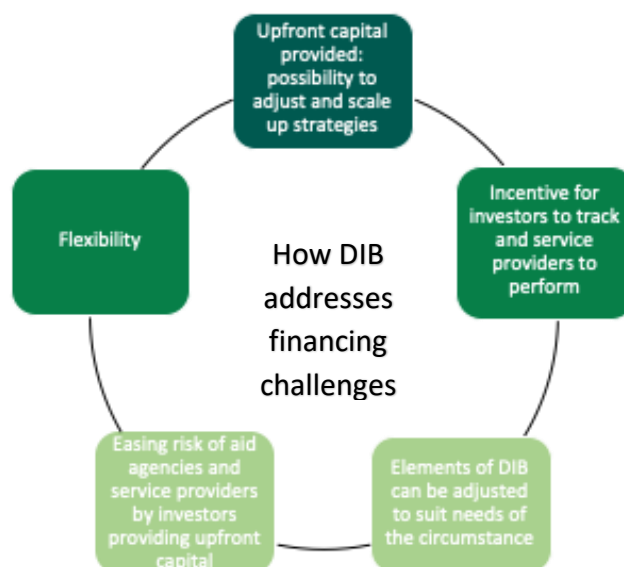 Upfront capital
provided:
possibility to
adjust and scale
up strategies
Incentive for
investors to track
and service
providers to
perform
Flexibility
How DIB
addresses
financing
challenges
Easing risk of aid
agencies and
service providers
by investors
providing upfront
capital
Elements of DIB
can be adjusted
to suit needs of
the circumstance